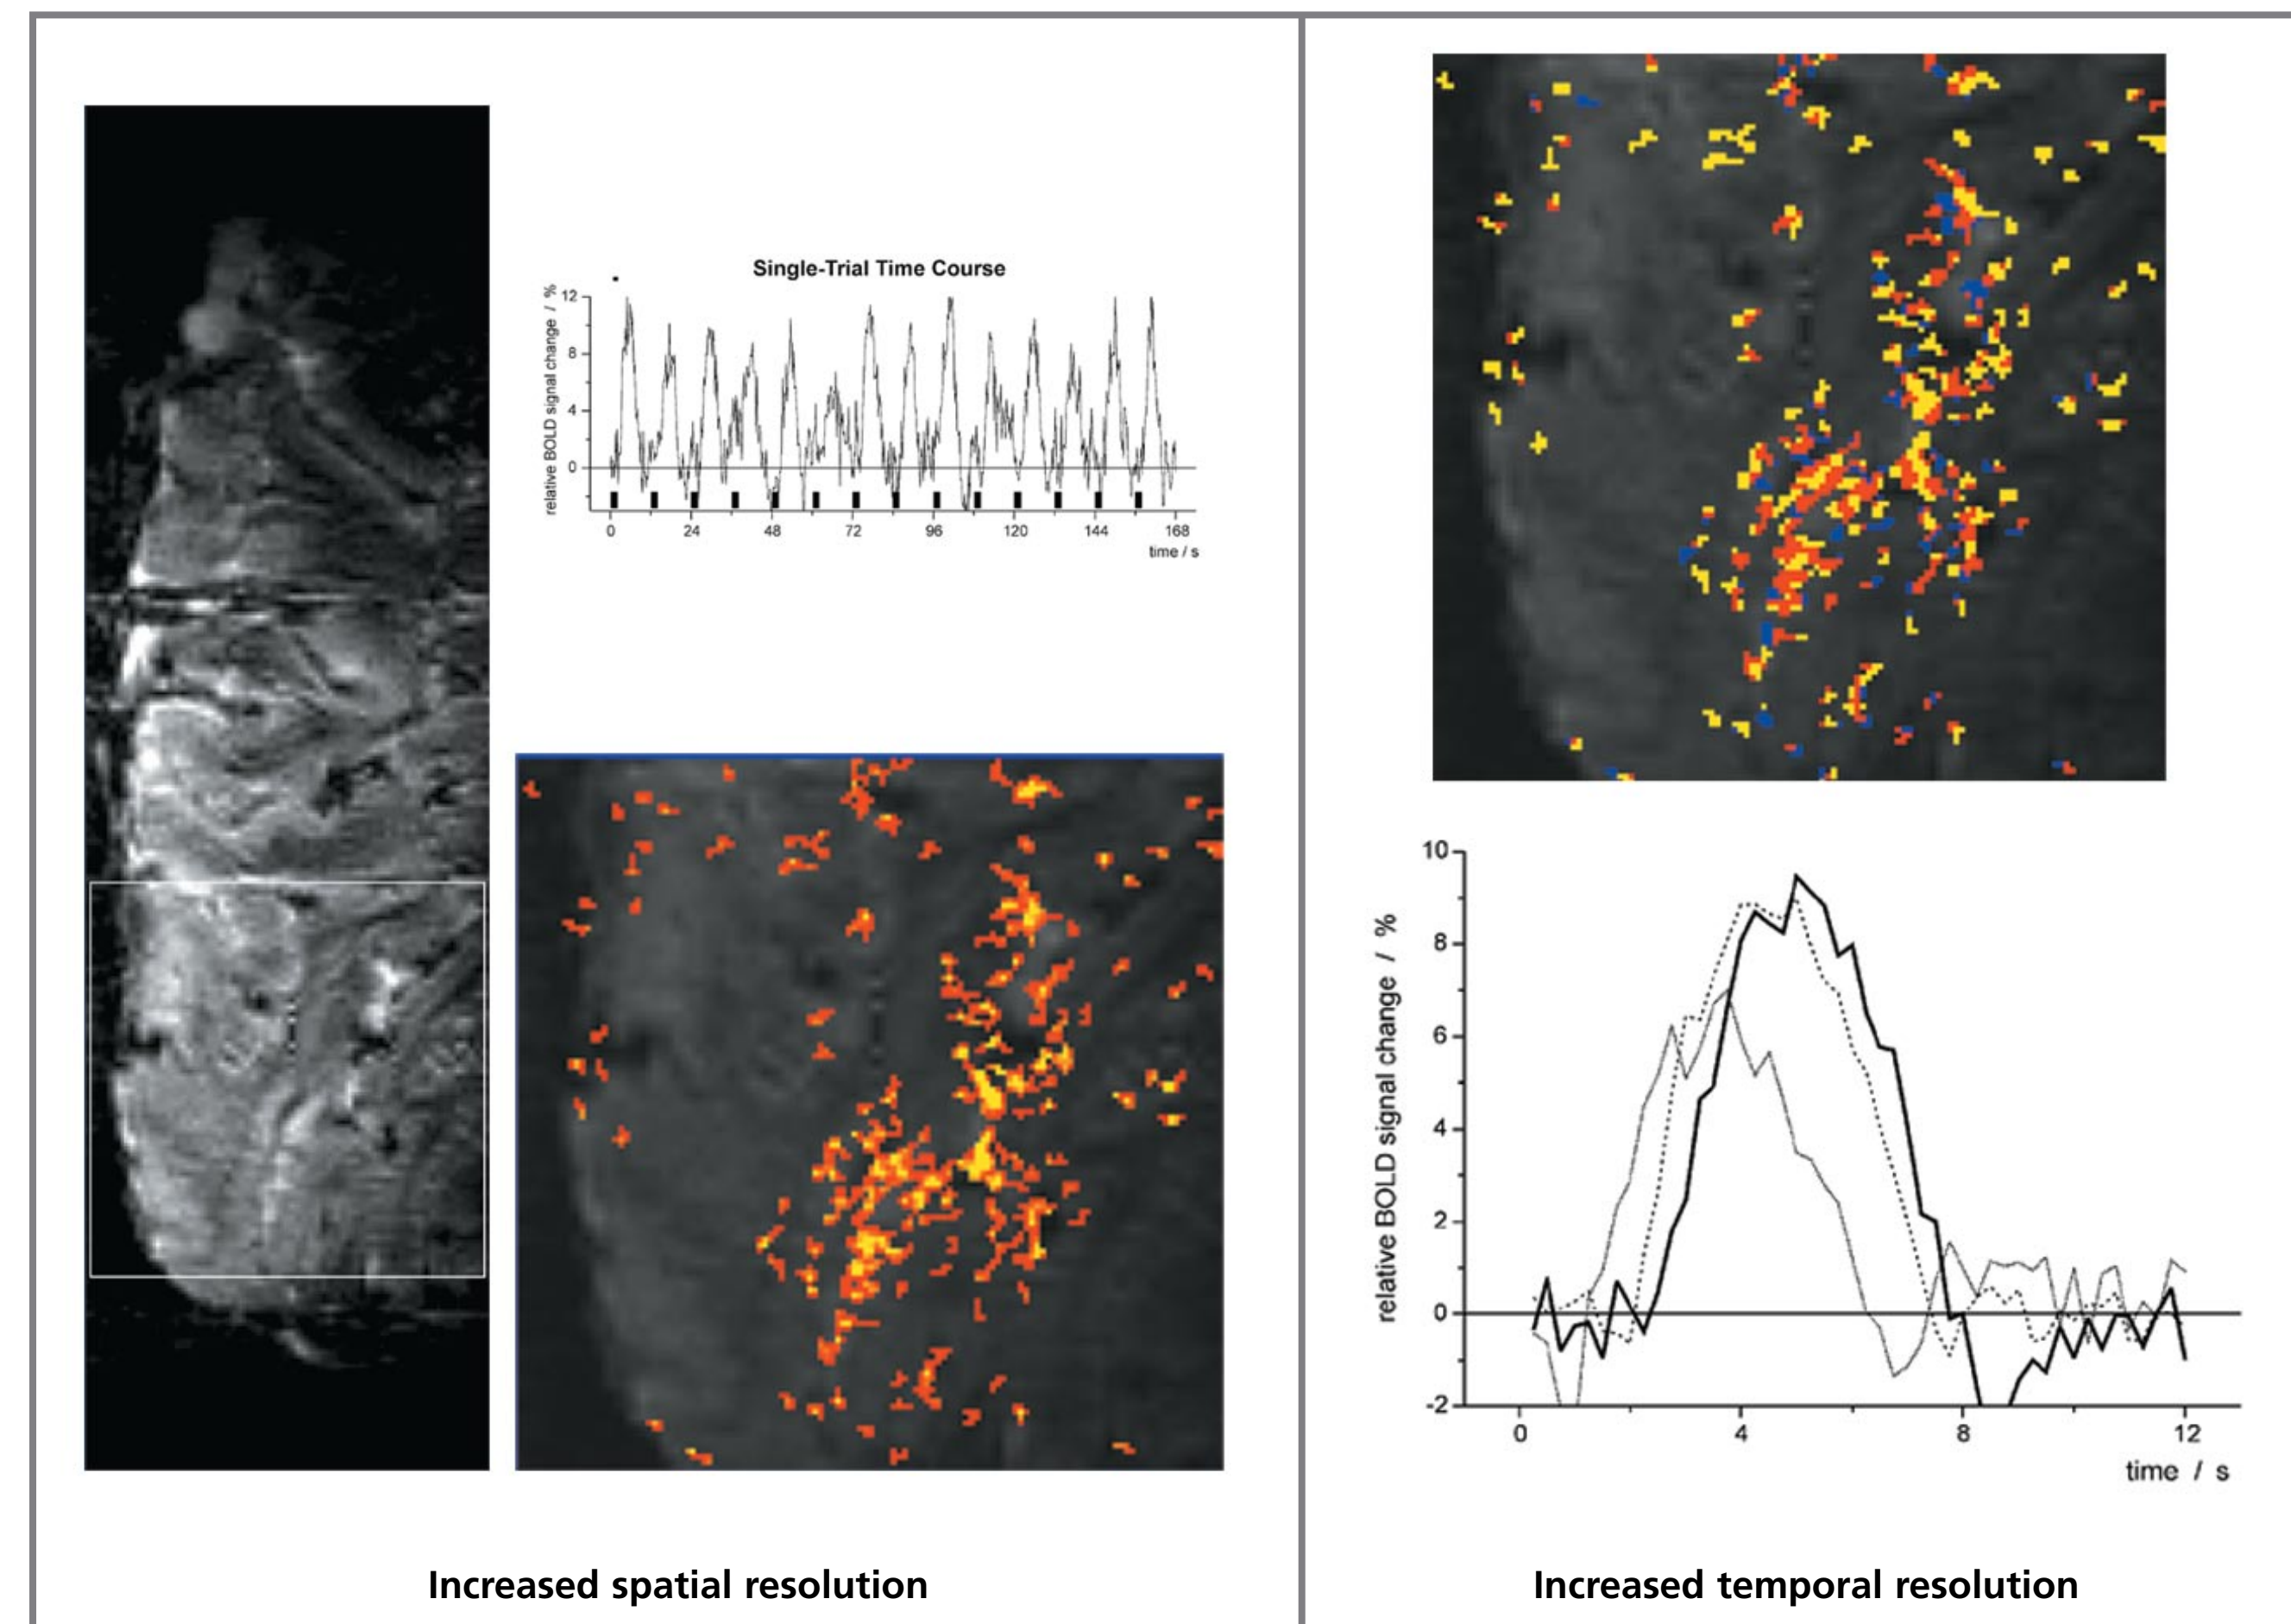 Single-Trial Time Course
relative BOLD signal change / %
12
8
4
0
0 24 48 72 96 120 144 168
time / s
Increased spatial resolution
relative BOLD signal change / %
10
8
6
4
2
0
-2
0 4 8 12
time / s
Increased temporal resolution